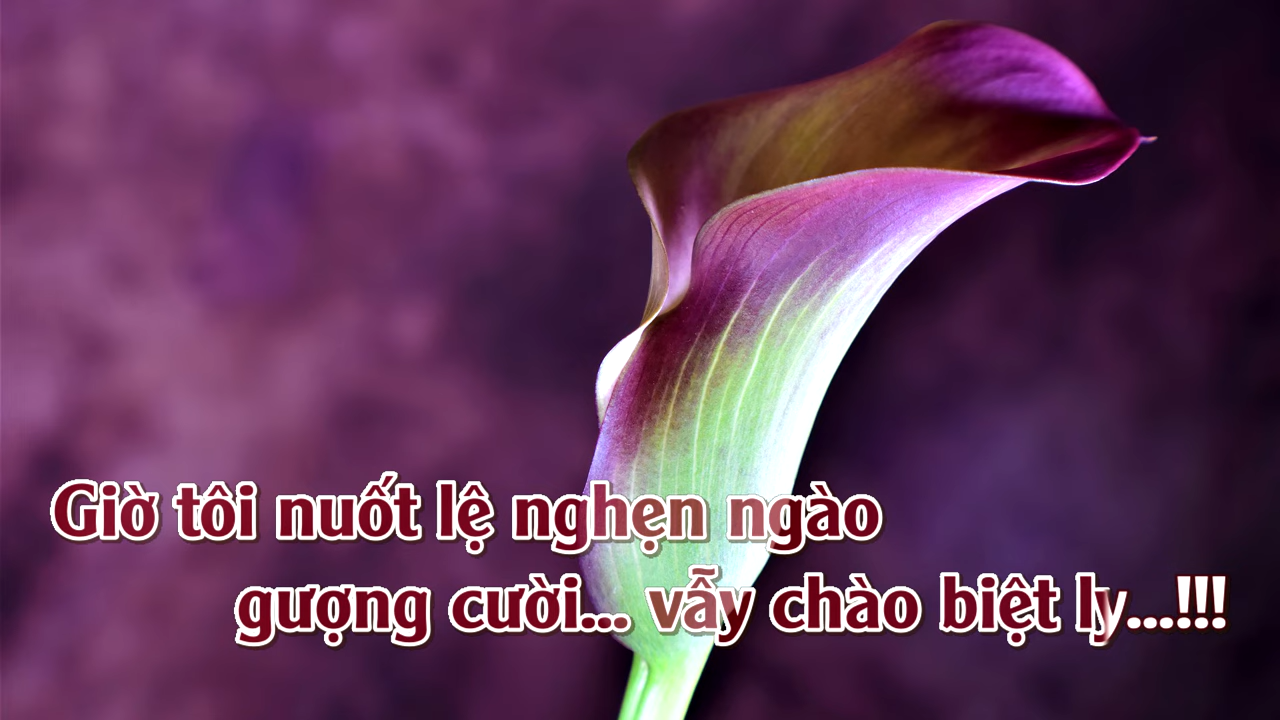 Giờ tôi nuốt lệ nghẹn ngào
gượng cười... vẫy chào biệt ly...!!!